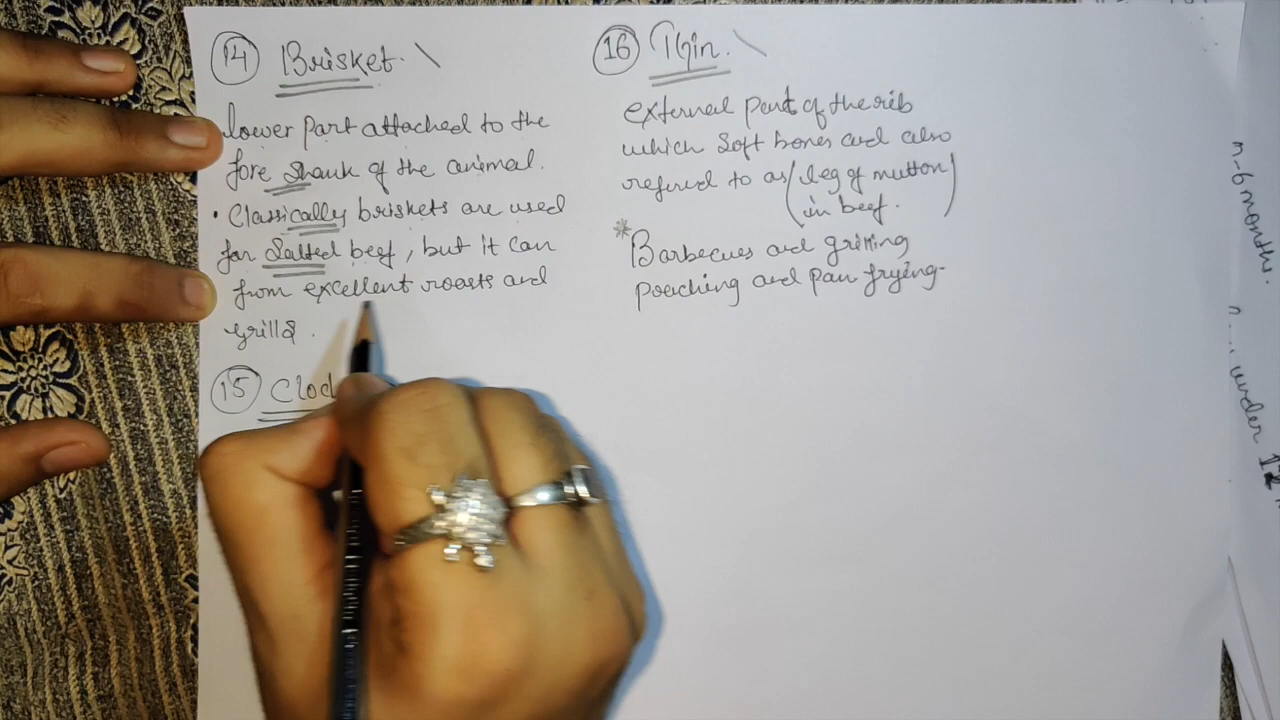 14 Brisket.
lower part attached to the
fore Shank of the animal.
• Classically briskets are used
for Salted beef, but it can
from excellent roasts and
grills.
15 Clod
16 Thin.
external part of the rib
which Soft bones and also
refered to as (leg of mutton
in beef.)
* Barbecues and grilling
poaching and pan frying-
n-6 months.
under 12